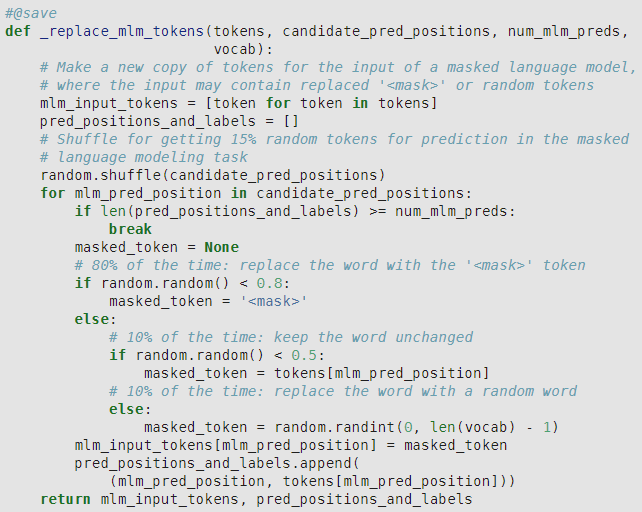 #@save
def _replace_mlm_tokens(tokens, candidate_pred_positions, num_mlm_preds,
                        vocab):
    # Make a new copy of tokens for the input of a masked language model,
    # where the input may contain replaced '<mask>' or random tokens
    mlm_input_tokens = [token for token in tokens]
    pred_positions_and_labels = []
    # Shuffle for getting 15% random tokens for prediction in the masked
    # language modeling task
    random.shuffle(candidate_pred_positions)
    for mlm_pred_position in candidate_pred_positions:
        if len(pred_positions_and_labels) >= num_mlm_preds:
            break
        masked_token = None
        # 80% of the time: replace the word with the '<mask>' token
        if random.random() < 0.8:
            masked_token = '<mask>'
        else:
            # 10% of the time: keep the word unchanged
            if random.random() < 0.5:
                masked_token = tokens[mlm_pred_position]
            # 10% of the time: replace the word with a random word
            else:
                masked_token = random.randint(0, len(vocab) - 1)
        mlm_input_tokens[mlm_pred_position] = masked_token
        pred_positions_and_labels.append(
            (mlm_pred_position, tokens[mlm_pred_position]))
    return mlm_input_tokens, pred_positions_and_labels